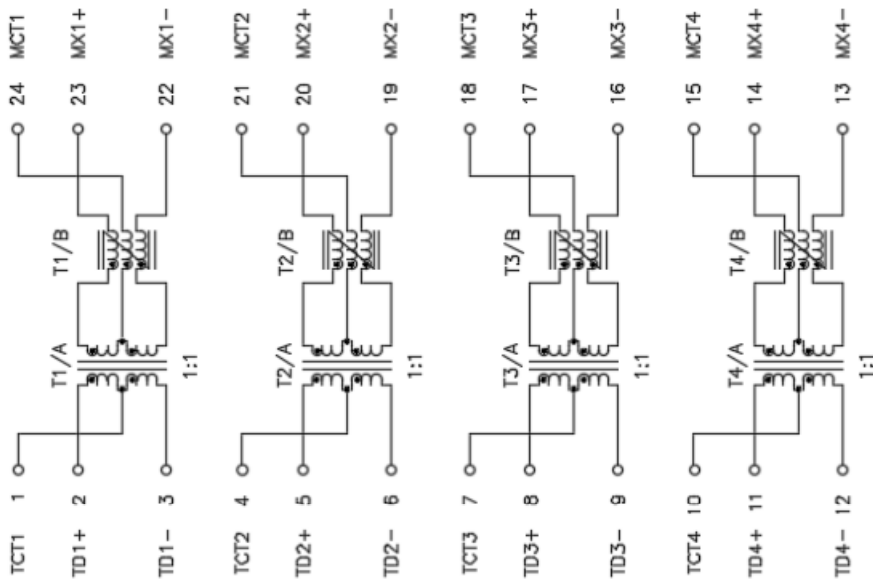 MCT1 MX1+ MX1- MCT2 MX2+ MX2- MCT3 MX3+ MX3- MCT4 MX4+ MX4-
24 23 22 21 20 19 18 17 16 15 14 13
T1/B T2/B T3/B T4/B
T1/A T2/A T3/A T4/A
1:1 1:1 1:1 1:1
1 2 3 4 5 6 7 8 9 10 11 12
TCT1 TD1+ TD1- TCT2 TD2+ TD2- TCT3 TD3+ TD3- TCT4 TD4+ TD4-